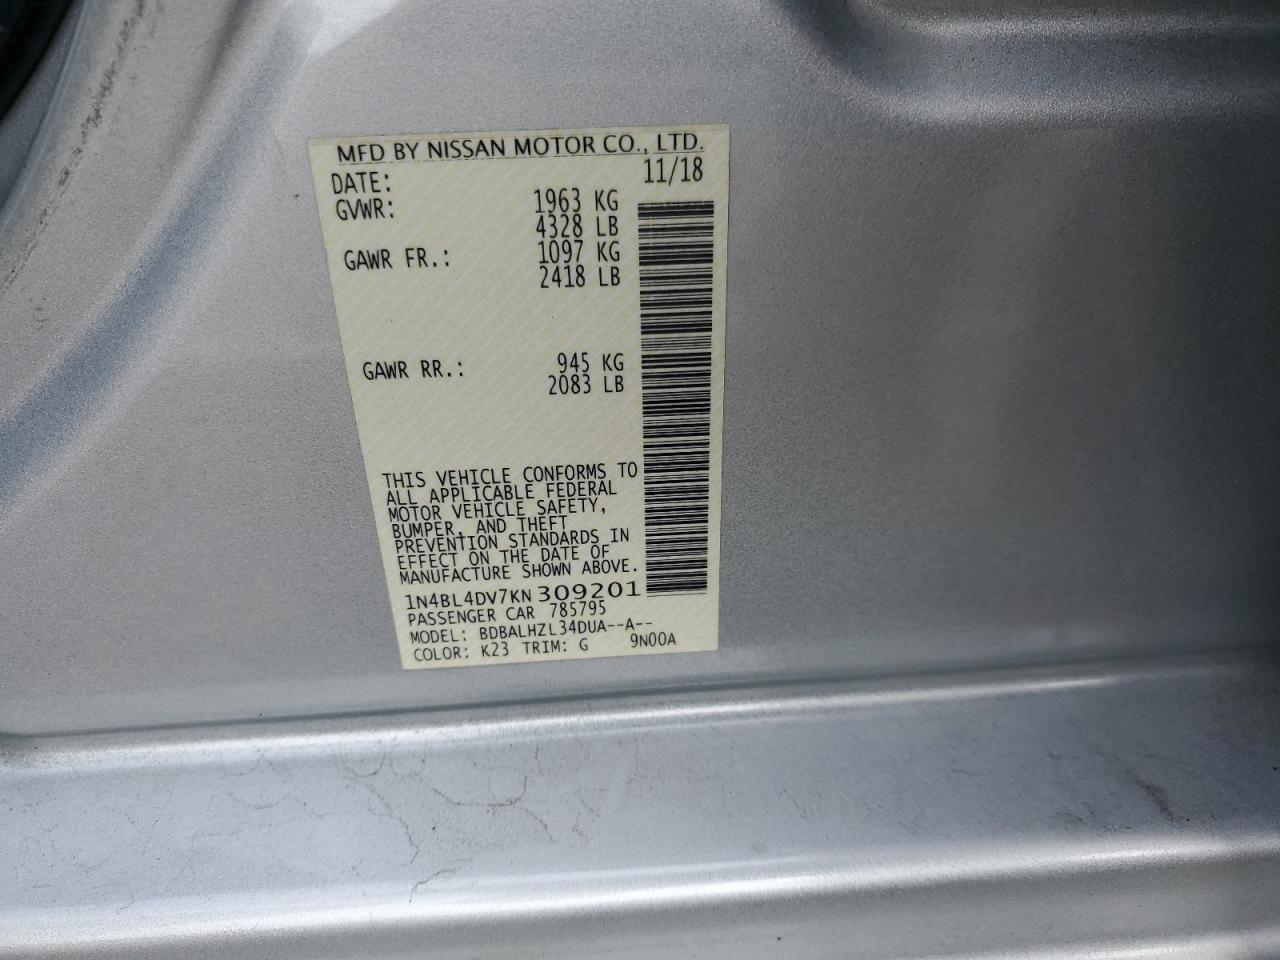 MFD BY NISSAN MOTOR CO., LTD.
DATE: 11/18
GVWR: 1963 KG
4328 LB
GAWR FR.: 1097 KG
2418 LB
GAWR RR.: 945 KG
2083 LB
THIS VEHICLE CONFORMS TO
ALL APPLICABLE FEDERAL
MOTOR VEHICLE SAFETY,
BUMPER, AND THEFT
PREVENTION STANDARDS IN
EFFECT ON THE DATE OF
MANUFACTURE SHOWN ABOVE.
1N4BL4DV7KN309201
PASSENGER CAR 785795
MODEL: BDBALHZL34DUA--A--
COLOR: K23 TRIM: G 9N00A